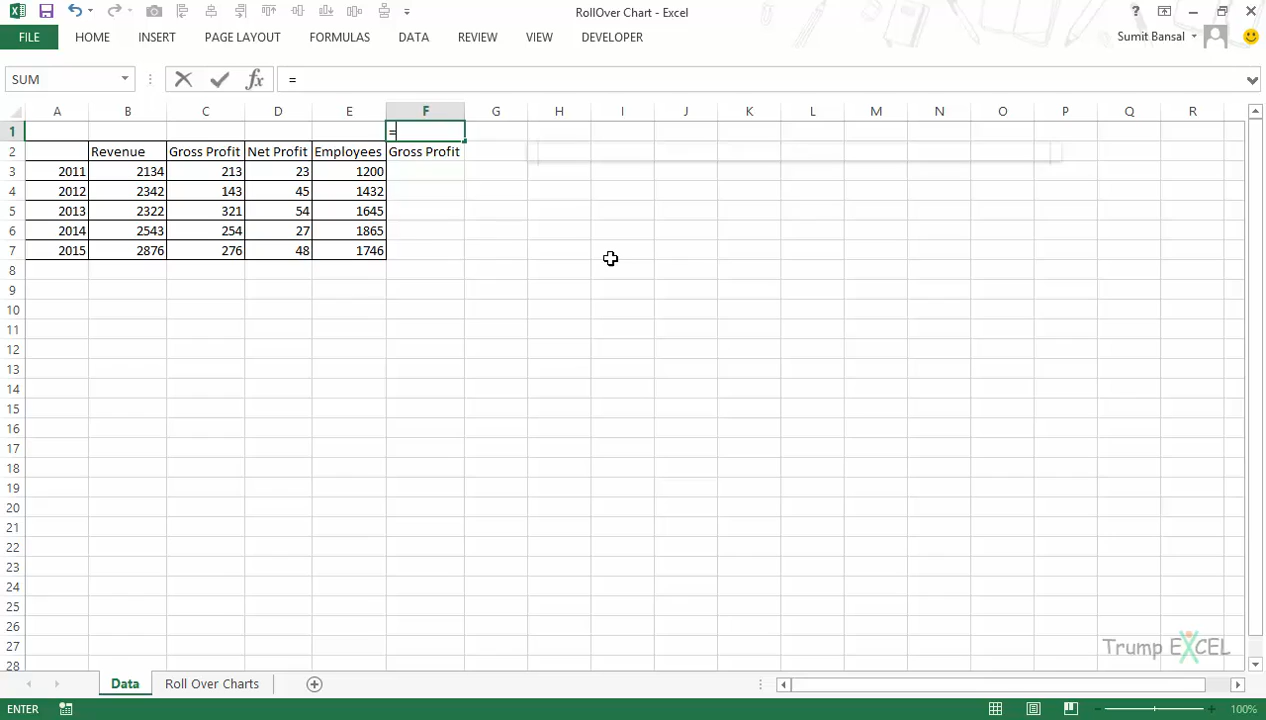 RollOver Chart - Excel
FILE HOME INSERT PAGE LAYOUT FORMULAS DATA REVIEW VIEW DEVELOPER Sumit Bansal
SUM fx =
A B C D E F G H I J K L M N O P Q R
1 =
2 Revenue Gross Profit Net Profit Employees Gross Profit
3 2011 2134 213 23 1200
4 2012 2342 143 45 1432
5 2013 2322 321 54 1645
6 2014 2543 254 27 1865
7 2015 2876 276 48 1746
8
9
10
11
12
13
14
15
16
17
18
19
20
21
22
23
24
25
26
27
28
Trump EXCEL
Data Roll Over Charts
ENTER 100%